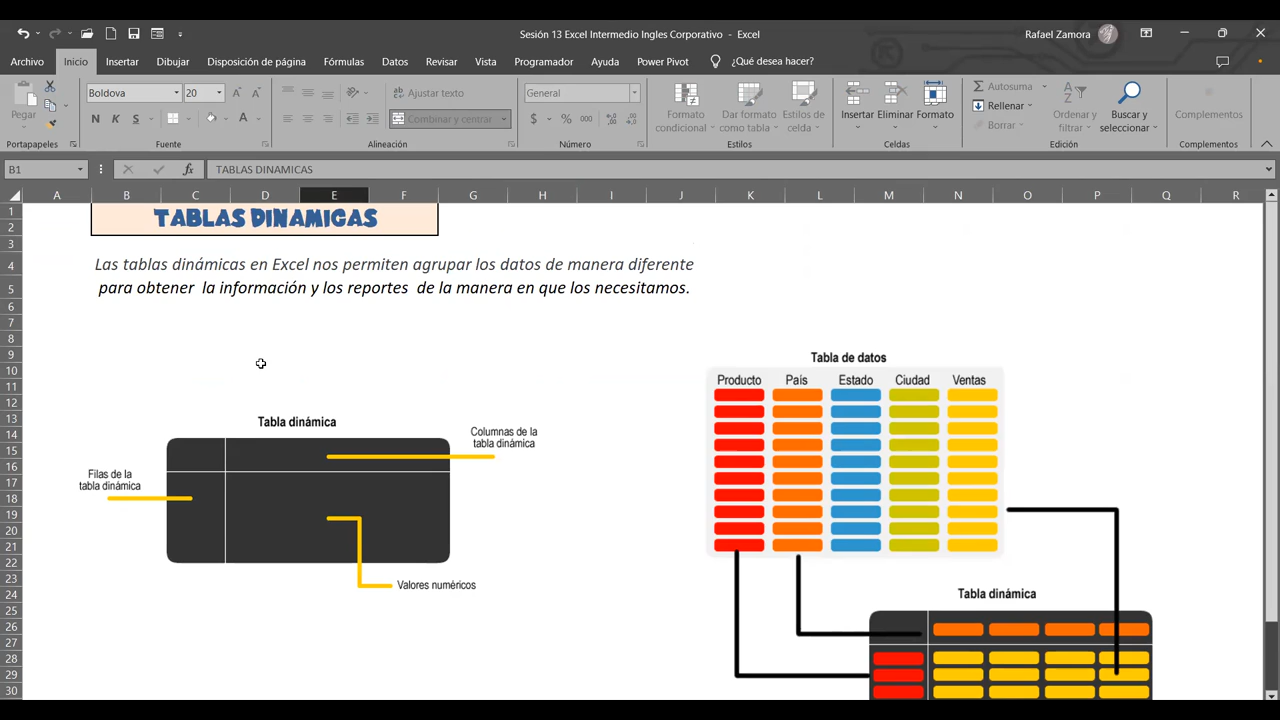 Sesión 13 Excel Intermedio Ingles Corporativo - Excel
Rafael Zamora
Archivo Inicio Insertar Dibujar Disposición de página Fórmulas Datos Revisar Vista Programador Ayuda Power Pivot ¿Qué desea hacer?
Pegar
Portapapeles
Boldova 20
N K S
Fuente
Ajustar texto
Combinar y centrar
Alineación
General
$ % 000
Número
Formato condicional
Dar formato como tabla
Estilos de celda
Estilos
Insertar Eliminar Formato
Celdas
Autosuma
Rellenar
Borrar
Ordenar y filtrar
Buscar y seleccionar
Edición
Complementos
Complementos
B1 fx TABLAS DINAMICAS
A B C D E F G H I J K L M N O P Q R
1
2
3
4
5
6
7
8
9
10
11
12
13
14
15
16
17
18
19
20
21
22
23
24
25
26
27
28
29
30
TABLAS DINAMICAS
Las tablas dinámicas en Excel nos permiten agrupar los datos de manera diferente
para obtener la información y los reportes de la manera en que los necesitamos.
Tabla dinámica
Columnas de la
tabla dinámica
Filas de la
tabla dinámica
Valores numéricos
Tabla de datos
Producto País Estado Ciudad Ventas
Tabla dinámica